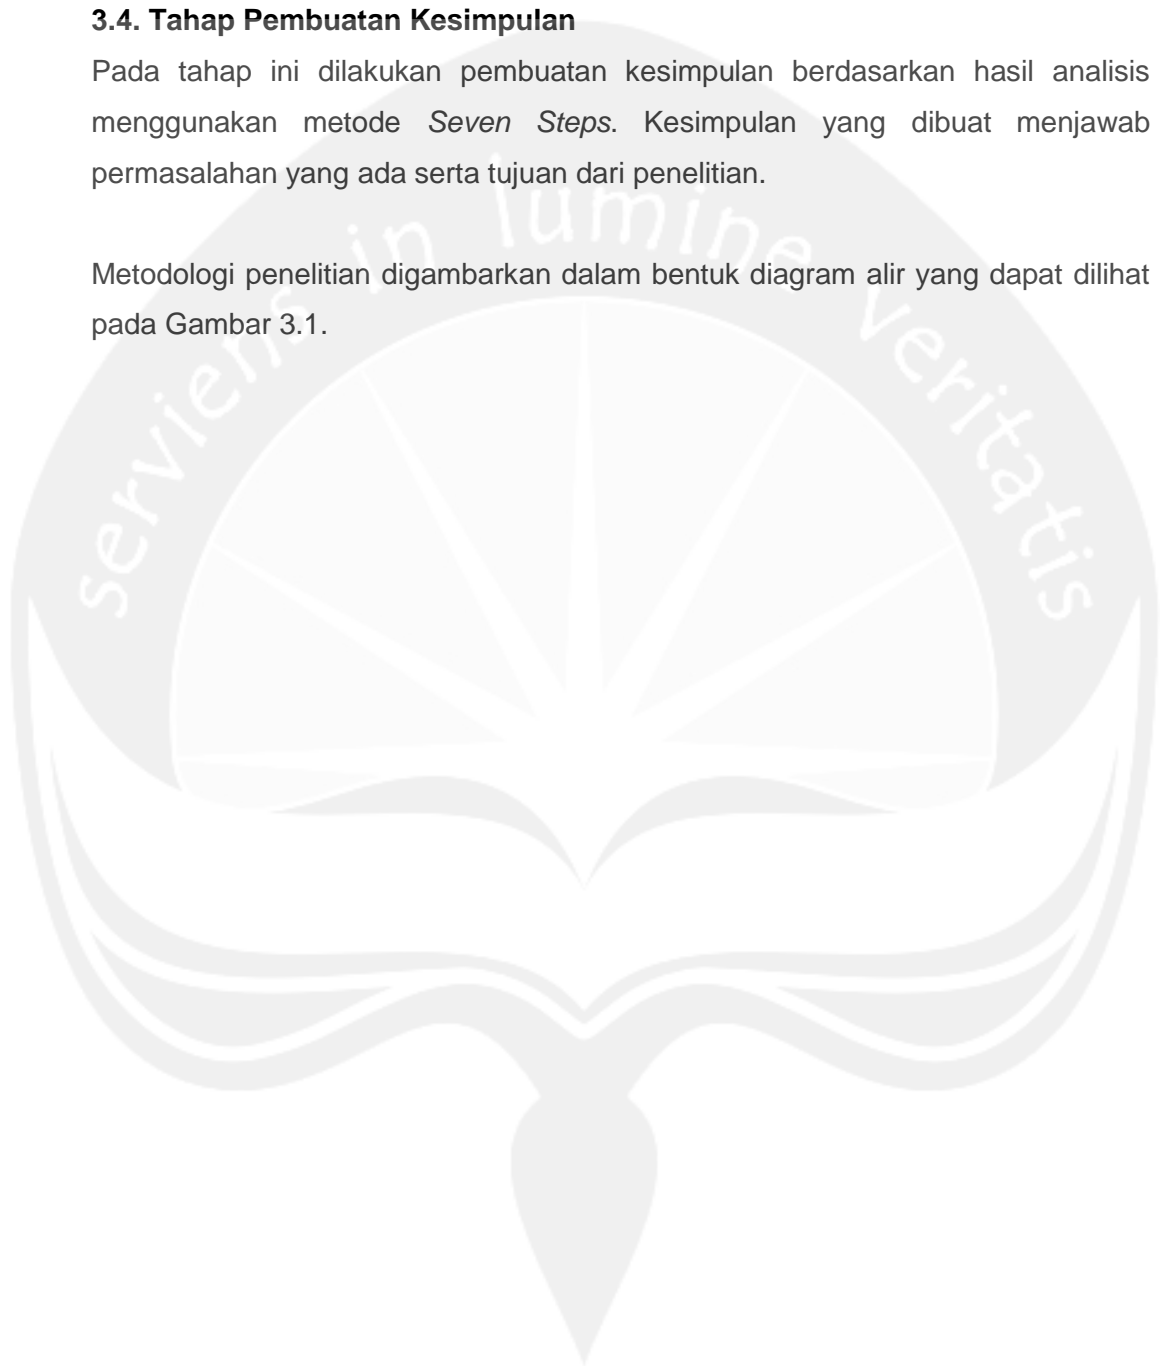 3.4. Tahap Pembuatan Kesimpulan
Pada tahap ini dilakukan pembuatan kesimpulan berdasarkan hasil analisis
menggunakan metode Seven Steps. Kesimpulan yang dibuat menjawab
permasalahan yang ada serta tujuan dari penelitian.
Metodologi penelitian digambarkan dalam bentuk diagram alir yang dapat dilihat
pada Gambar 3.1.
serviens in lumine veritatis